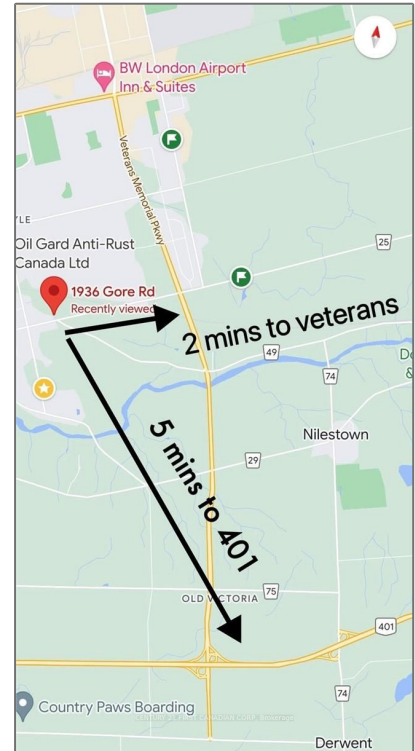 BW London Airport
Inn & Suites
Veterans Memorial Pkwy
YLE
Oil Gard Anti-Rust
Canada Ltd
25
1936 Gore Rd
Recently viewed
2 mins to veterans
49
74
Do
&
Nilestown
29
5 mins to 401
OLD VICTORIA
75
401
Country Paws Boarding
74
Derwent